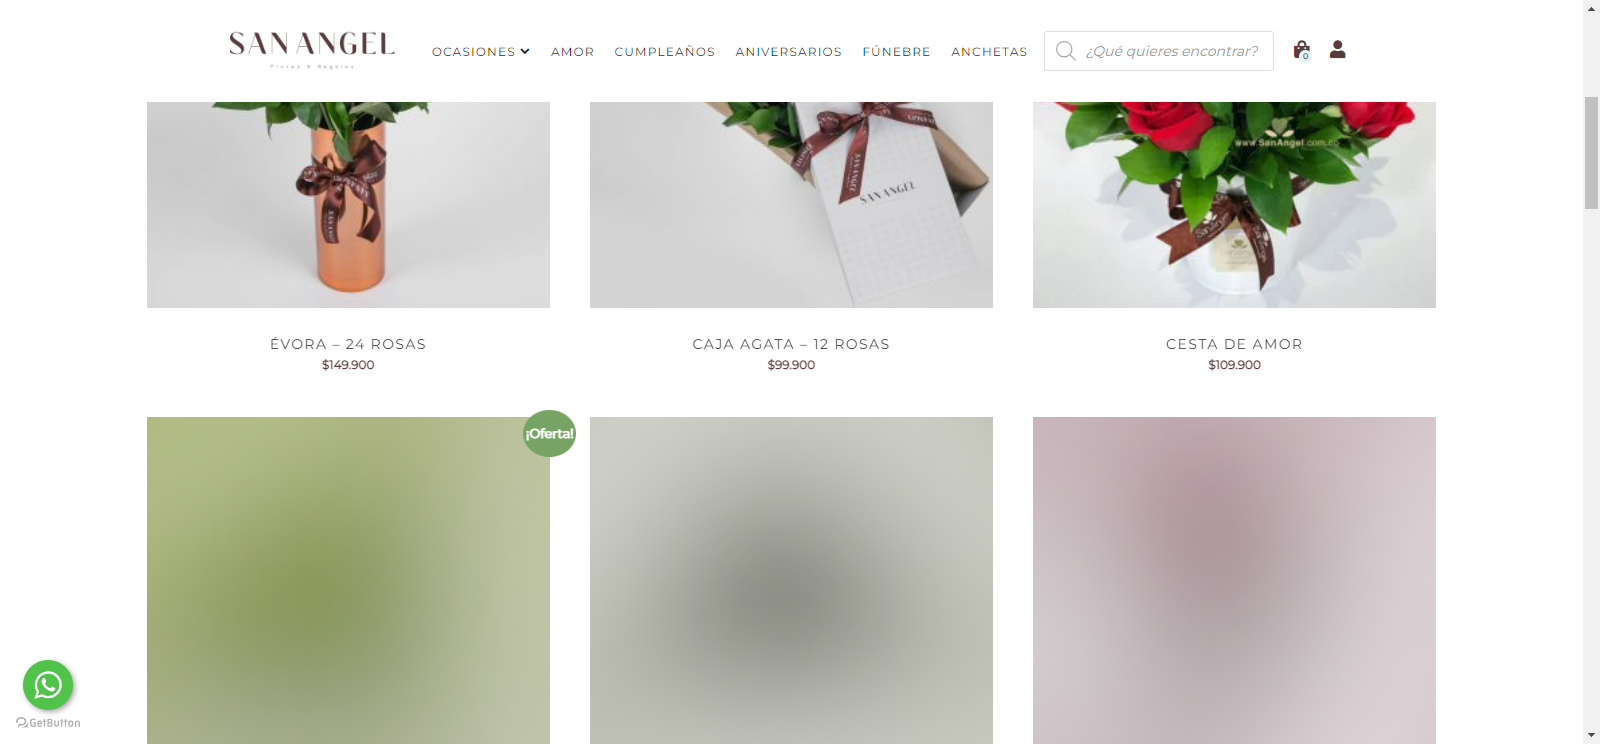 SAN ANGEL
Flores & Regalos
OCASIONES
AMOR
CUMPLEAÑOS
ANIVERSARIOS
FÚNEBRE
ANCHETAS
¿Qué quieres encontrar?
0
SAN ANGEL
www.SanAngel.com.co
ÉVORA – 24 ROSAS
$149.900
CAJA AGATA – 12 ROSAS
$99.900
CESTA DE AMOR
$109.900
¡Oferta!
GetButton